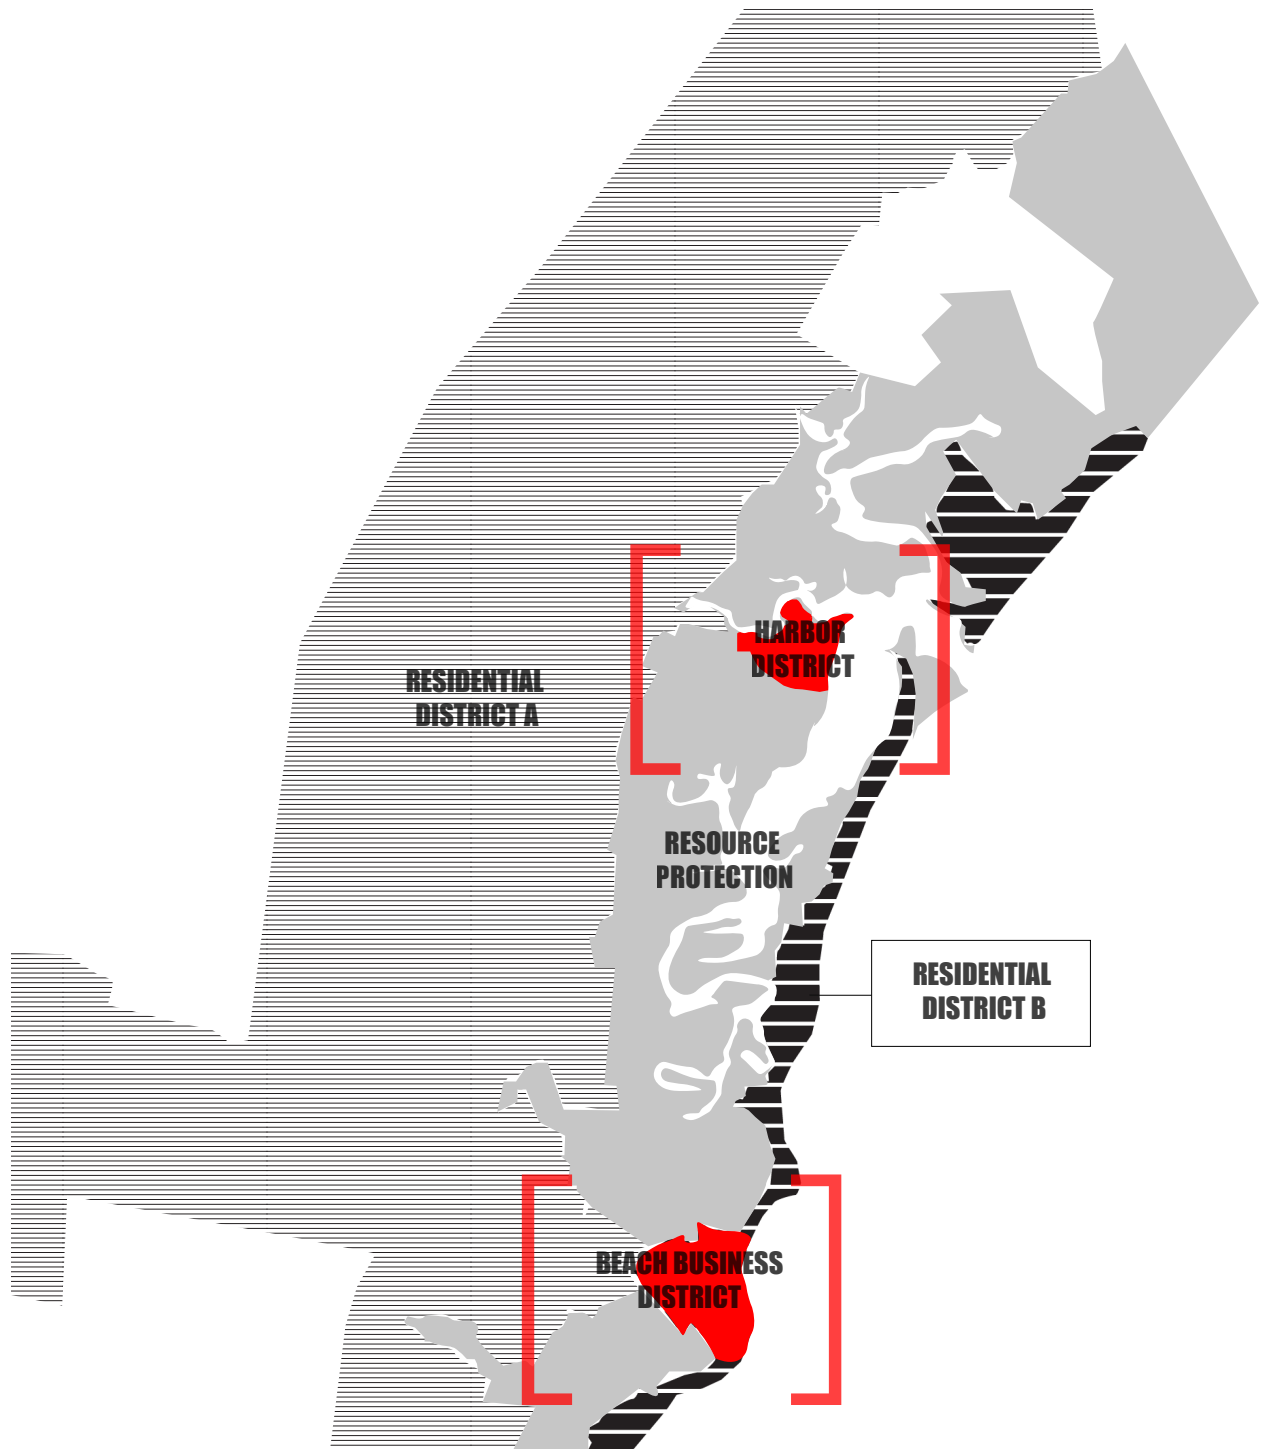 HARBOR
DISTRICT
RESIDENTIAL
DISTRICT A
RESOURCE
PROTECTION
RESIDENTIAL
DISTRICT B
BEACH BUSINESS
DISTRICT